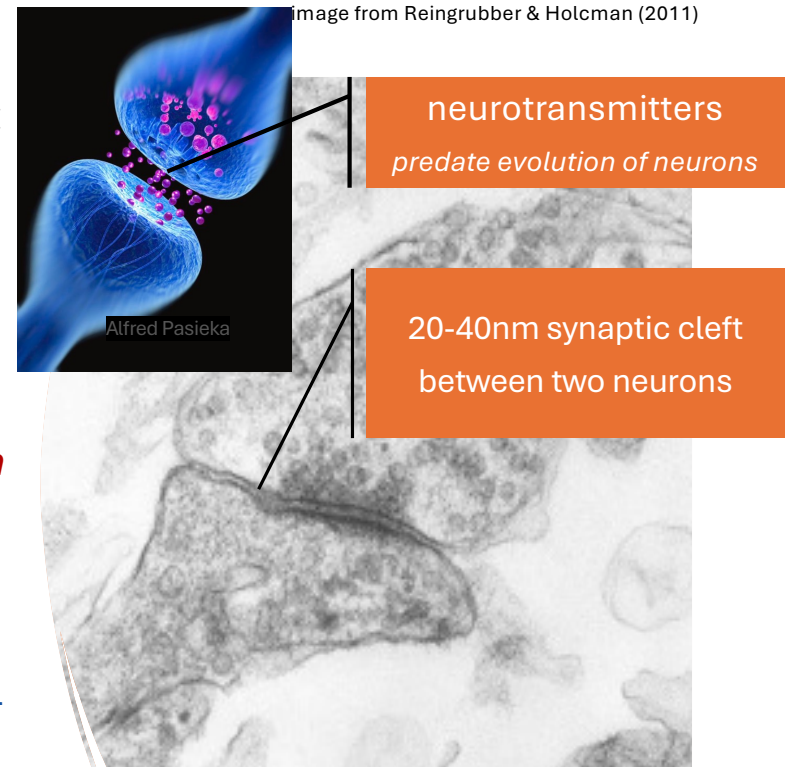 image from Reingrubber & Holcman (2011)
neurotransmitters
predate evolution of neurons
20-40nm synaptic cleft
between two neurons
Alfred Pasieka